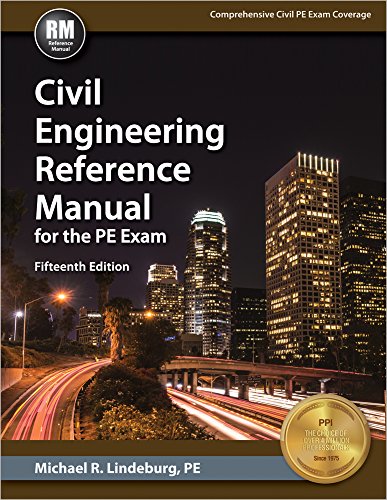 RM
Reference
Manual
Comprehensive Civil PE Exam Coverage
Civil
Engineering
Reference
Manual
for the PE Exam
Fifteenth Edition
PPI
THE CHOICE
OF OVER 4 MILLION
PROFESSIONALS
Since 1975
Michael R. Lindeburg, PE